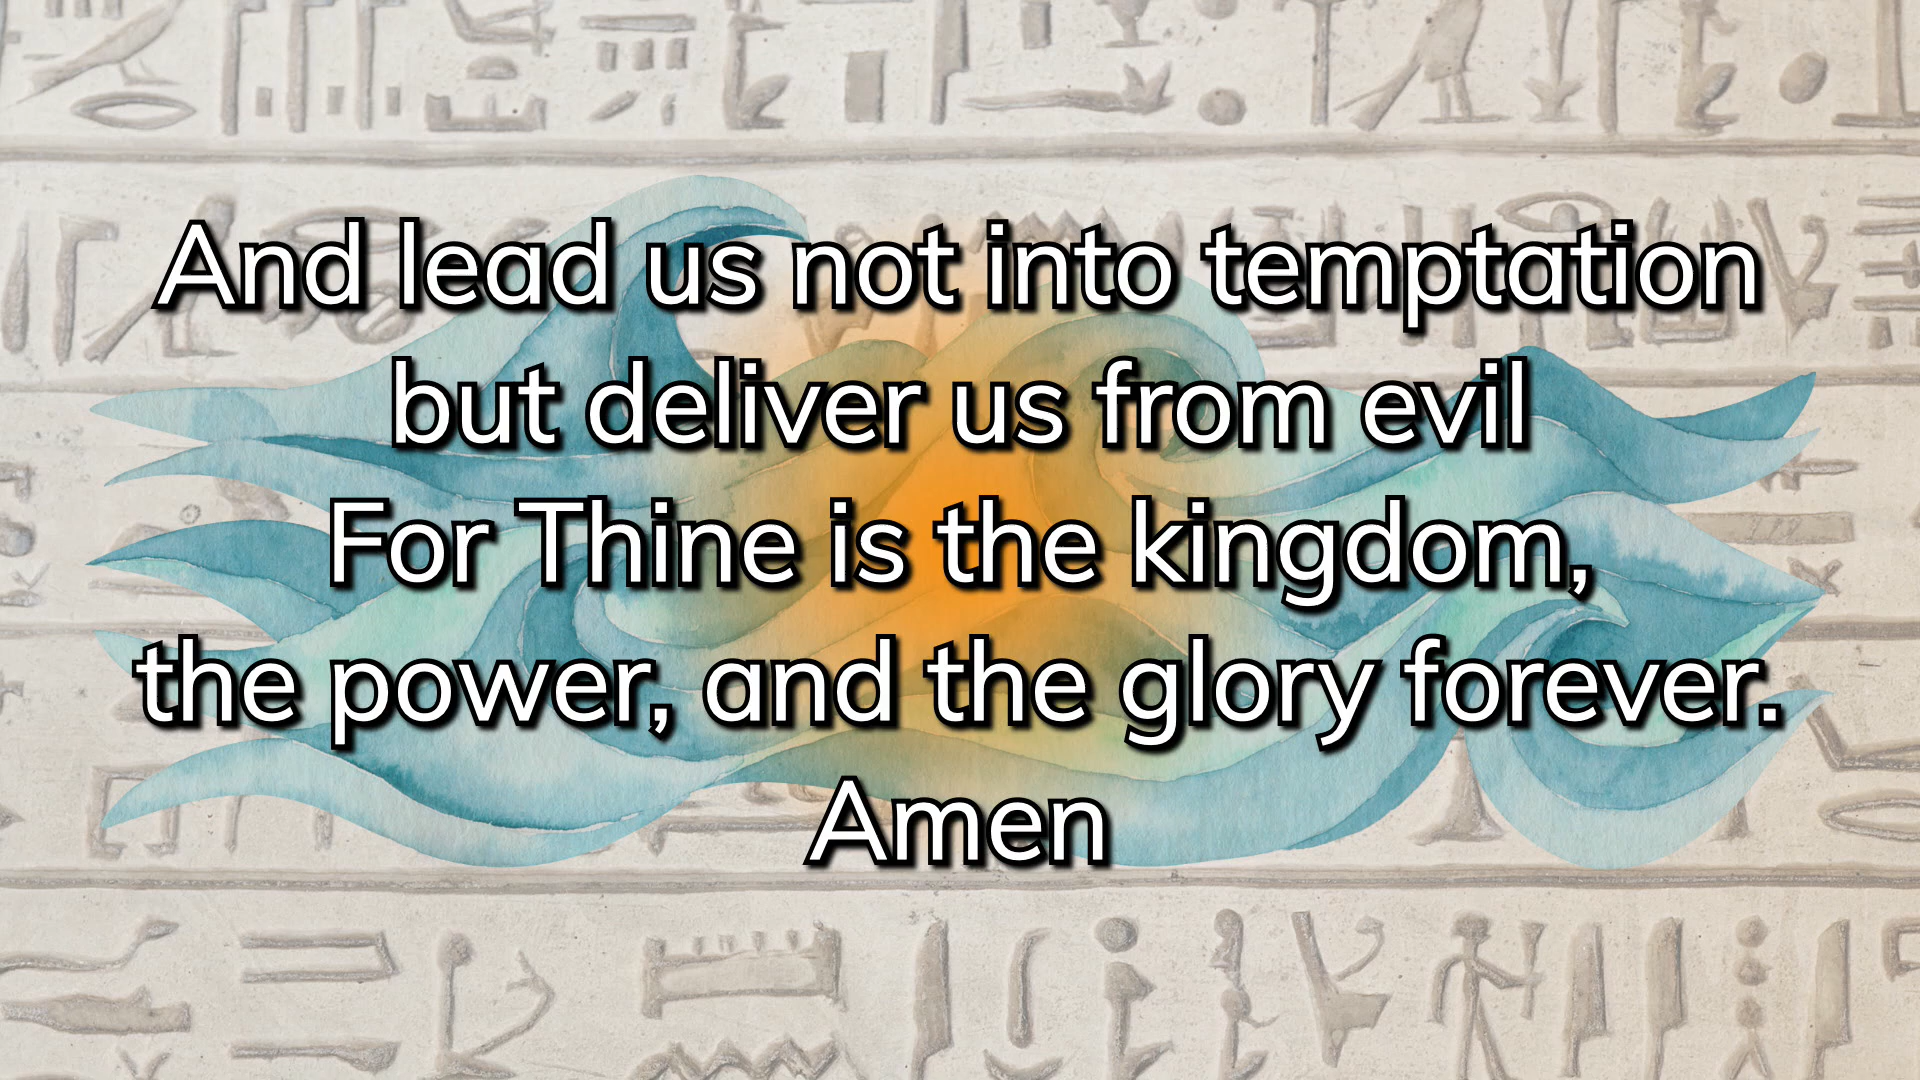 And lead us not into temptation
but deliver us from evil
For Thine is the kingdom,
the power, and the glory forever.
Amen